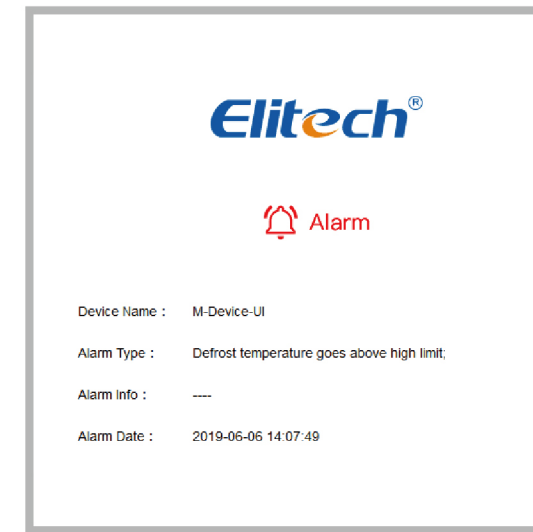 Elitech®
Alarm
Device Name： M-Device-UI
Alarm Type： Defrost temperature goes above high limit;
Alarm Info： ----
Alarm Date： 2019-06-06 14:07:49